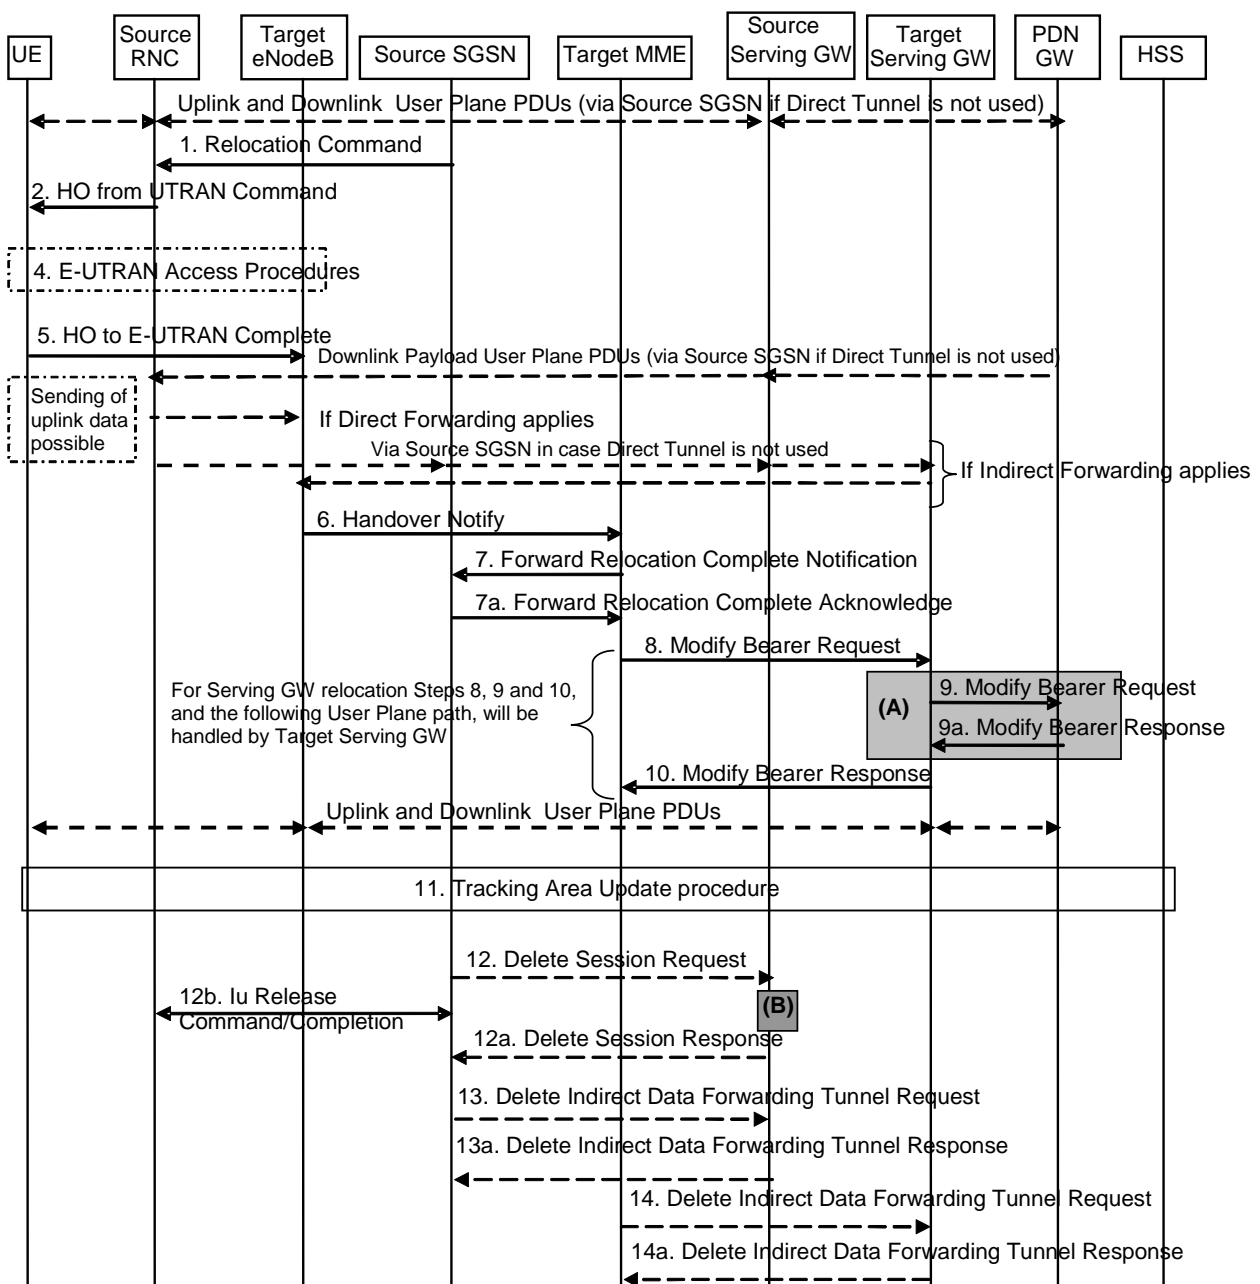 UE
Source
RNC
Target
eNodeB
Source SGSN
Target MME
Source
Serving GW
Target
Serving GW
PDN
GW
HSS
Uplink and Downlink User Plane PDUs (via Source SGSN if Direct Tunnel is not used)
1. Relocation Command
2. HO from UTRAN Command
4. E-UTRAN Access Procedures
5. HO to E-UTRAN Complete
Downlink Payload User Plane PDUs (via Source SGSN if Direct Tunnel is not used)
Sending of
uplink data
possible
If Direct Forwarding applies
Via Source SGSN in case Direct Tunnel is not used
If Indirect Forwarding applies
6. Handover Notify
7. Forward Relocation Complete Notification
7a. Forward Relocation Complete Acknowledge
8. Modify Bearer Request
For Serving GW relocation Steps 8, 9 and 10,
and the following User Plane path, will be
handled by Target Serving GW
(A)
9. Modify Bearer Request
9a. Modify Bearer Response
10. Modify Bearer Response
Uplink and Downlink User Plane PDUs
11. Tracking Area Update procedure
12. Delete Session Request
12b. Iu Release
Command/Completion
(B)
12a. Delete Session Response
13. Delete Indirect Data Forwarding Tunnel Request
13a. Delete Indirect Data Forwarding Tunnel Response
14. Delete Indirect Data Forwarding Tunnel Request
14a. Delete Indirect Data Forwarding Tunnel Response